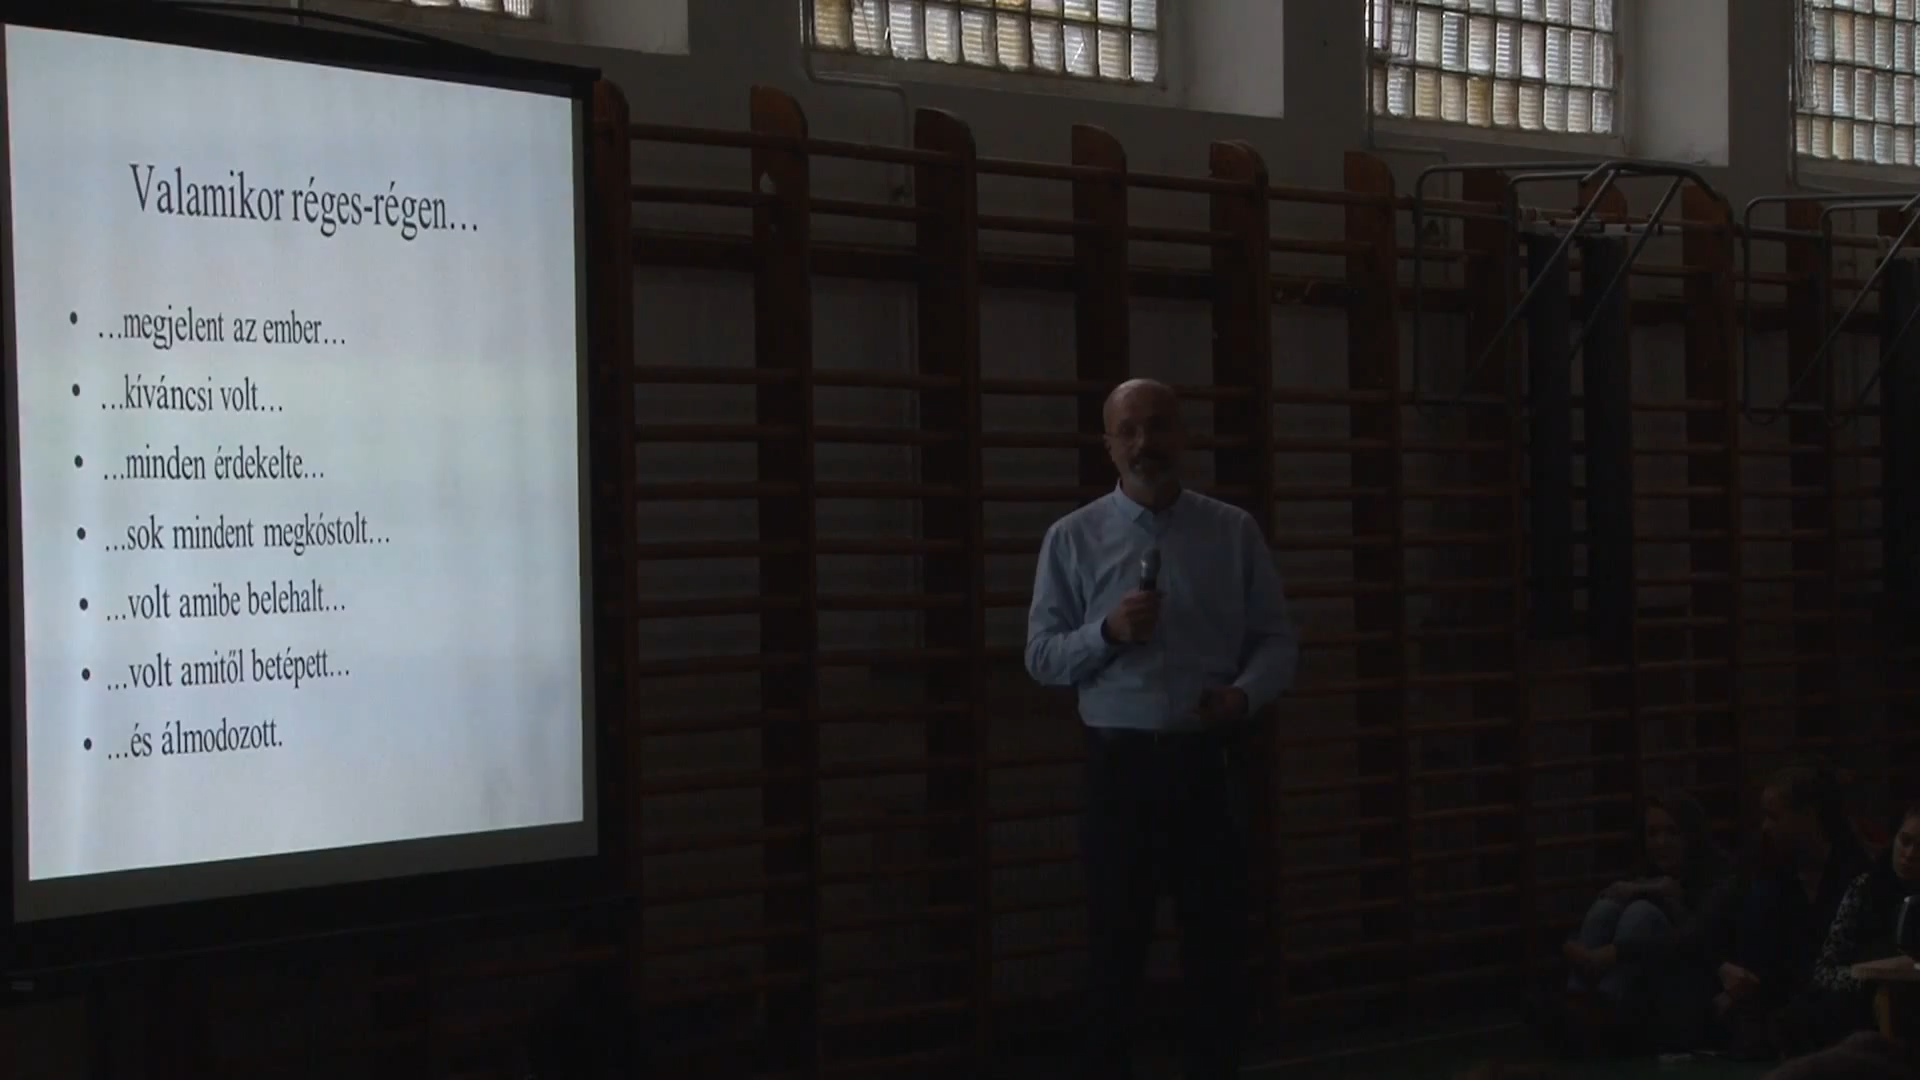 Valamikor réges-régen…
• …megjelent az ember…
• …kíváncsi volt…
• …minden érdekelte…
• …sok mindent megkóstolt…
• …volt amibe belehalt…
• …volt amitől betépett…
• …és álmodozott.